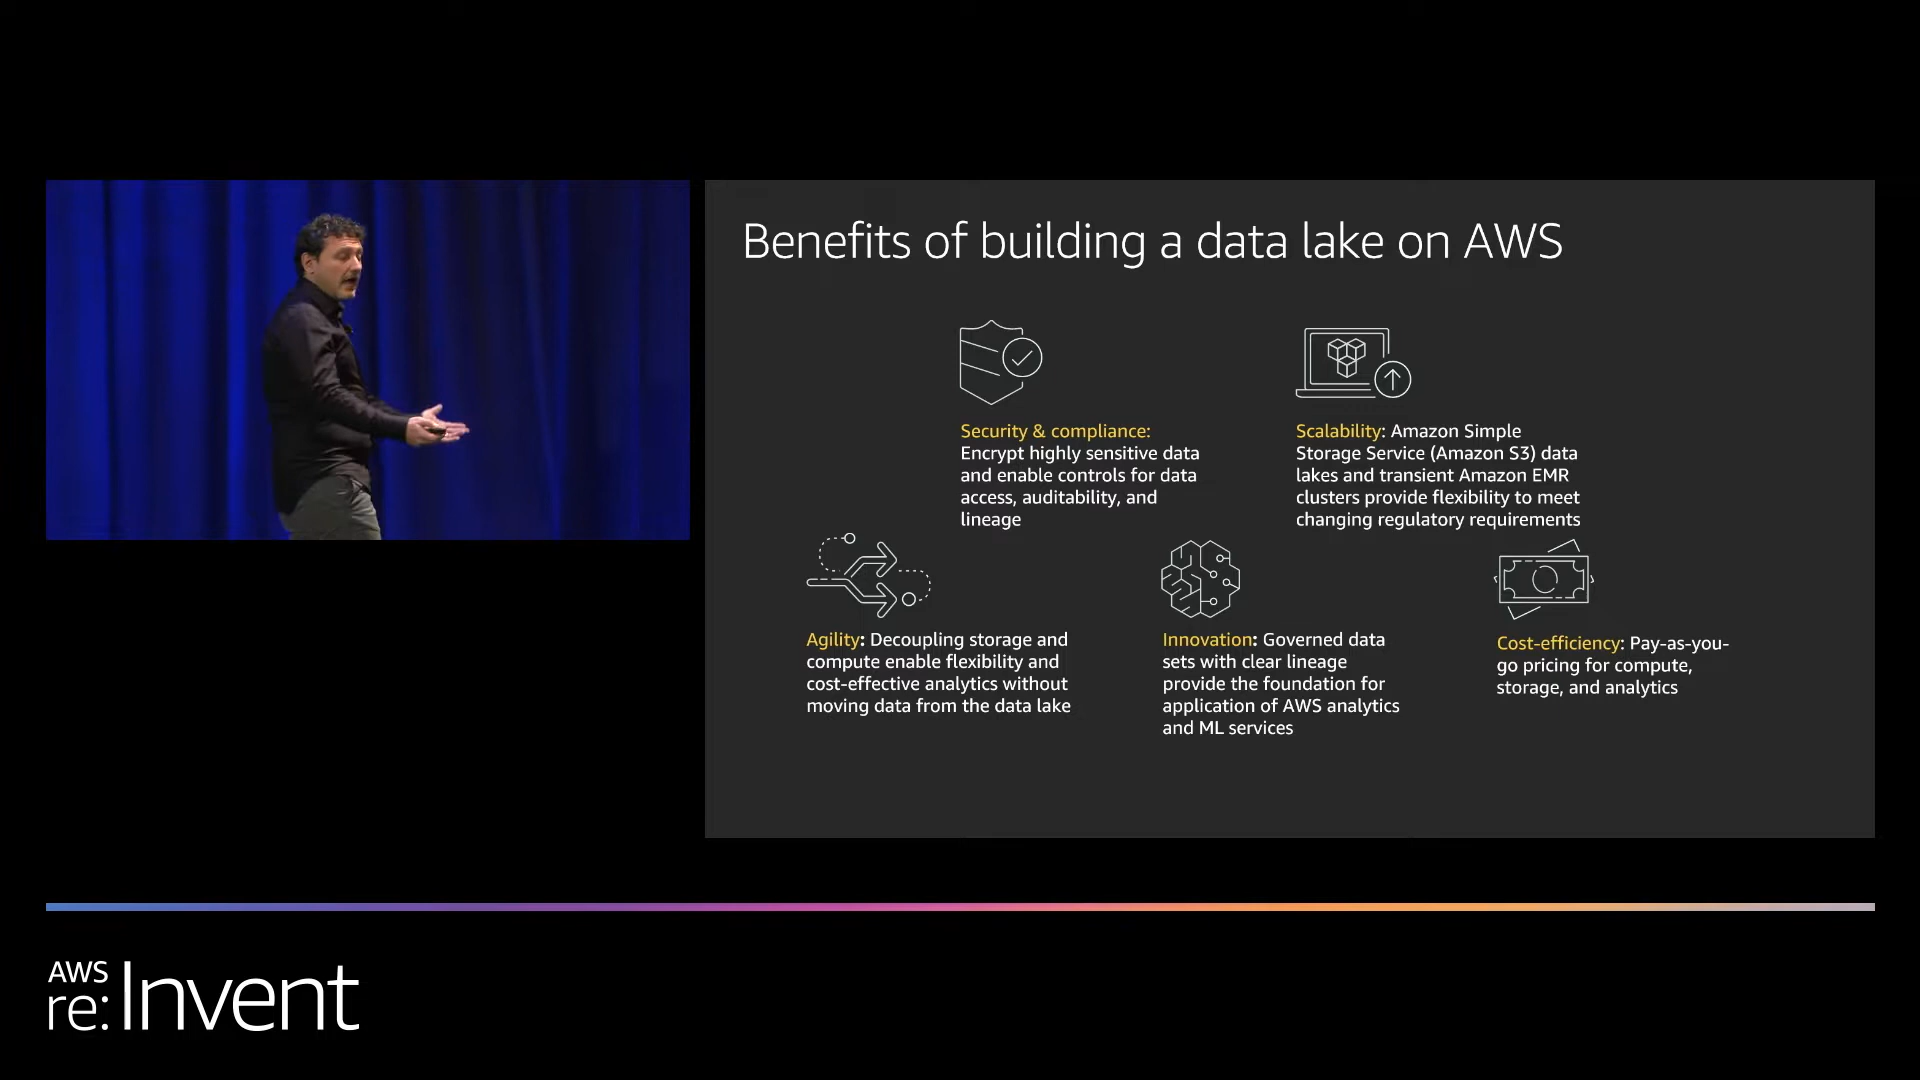 Benefits of building a data lake on AWS
Security & compliance:
Encrypt highly sensitive data
and enable controls for data
access, auditability, and
lineage
Scalability: Amazon Simple
Storage Service (Amazon S3) data
lakes and transient Amazon EMR
clusters provide flexibility to meet
changing regulatory requirements
Agility: Decoupling storage and
compute enable flexibility and
cost-effective analytics without
moving data from the data lake
Innovation: Governed data
sets with clear lineage
provide the foundation for
application of AWS analytics
and ML services
Cost-efficiency: Pay-as-you-
go pricing for compute,
storage, and analytics
AWS
re:Invent